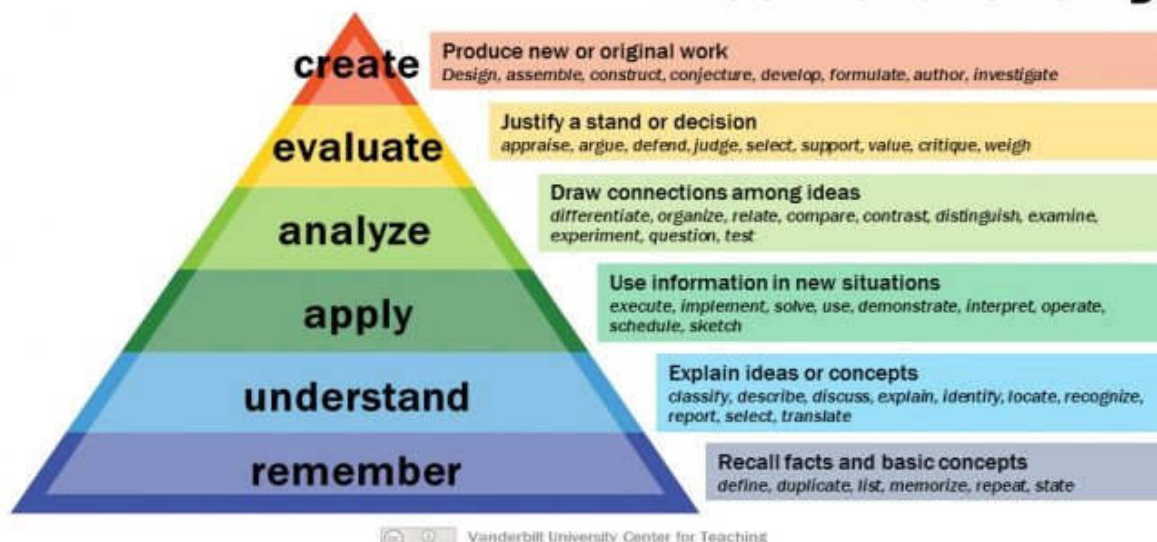 create
Produce new or original work
Design, assemble, construct, conjecture, develop, formulate, author, investigate
evaluate
Justify a stand or decision
appraise, argue, defend, judge, select, support, value, critique, weigh
analyze
Draw connections among ideas
differentiate, organize, relate, compare, contrast, distinguish, examine,
experiment, question, test
apply
Use information in new situations
execute, implement, solve, use, demonstrate, interpret, operate,
schedule, sketch
understand
Explain ideas or concepts
classify, describe, discuss, explain, identify, locate, recognize,
report, select, translate
remember
Recall facts and basic concepts
define, duplicate, list, memorize, repeat, state
Vanderbilt University Center for Teaching